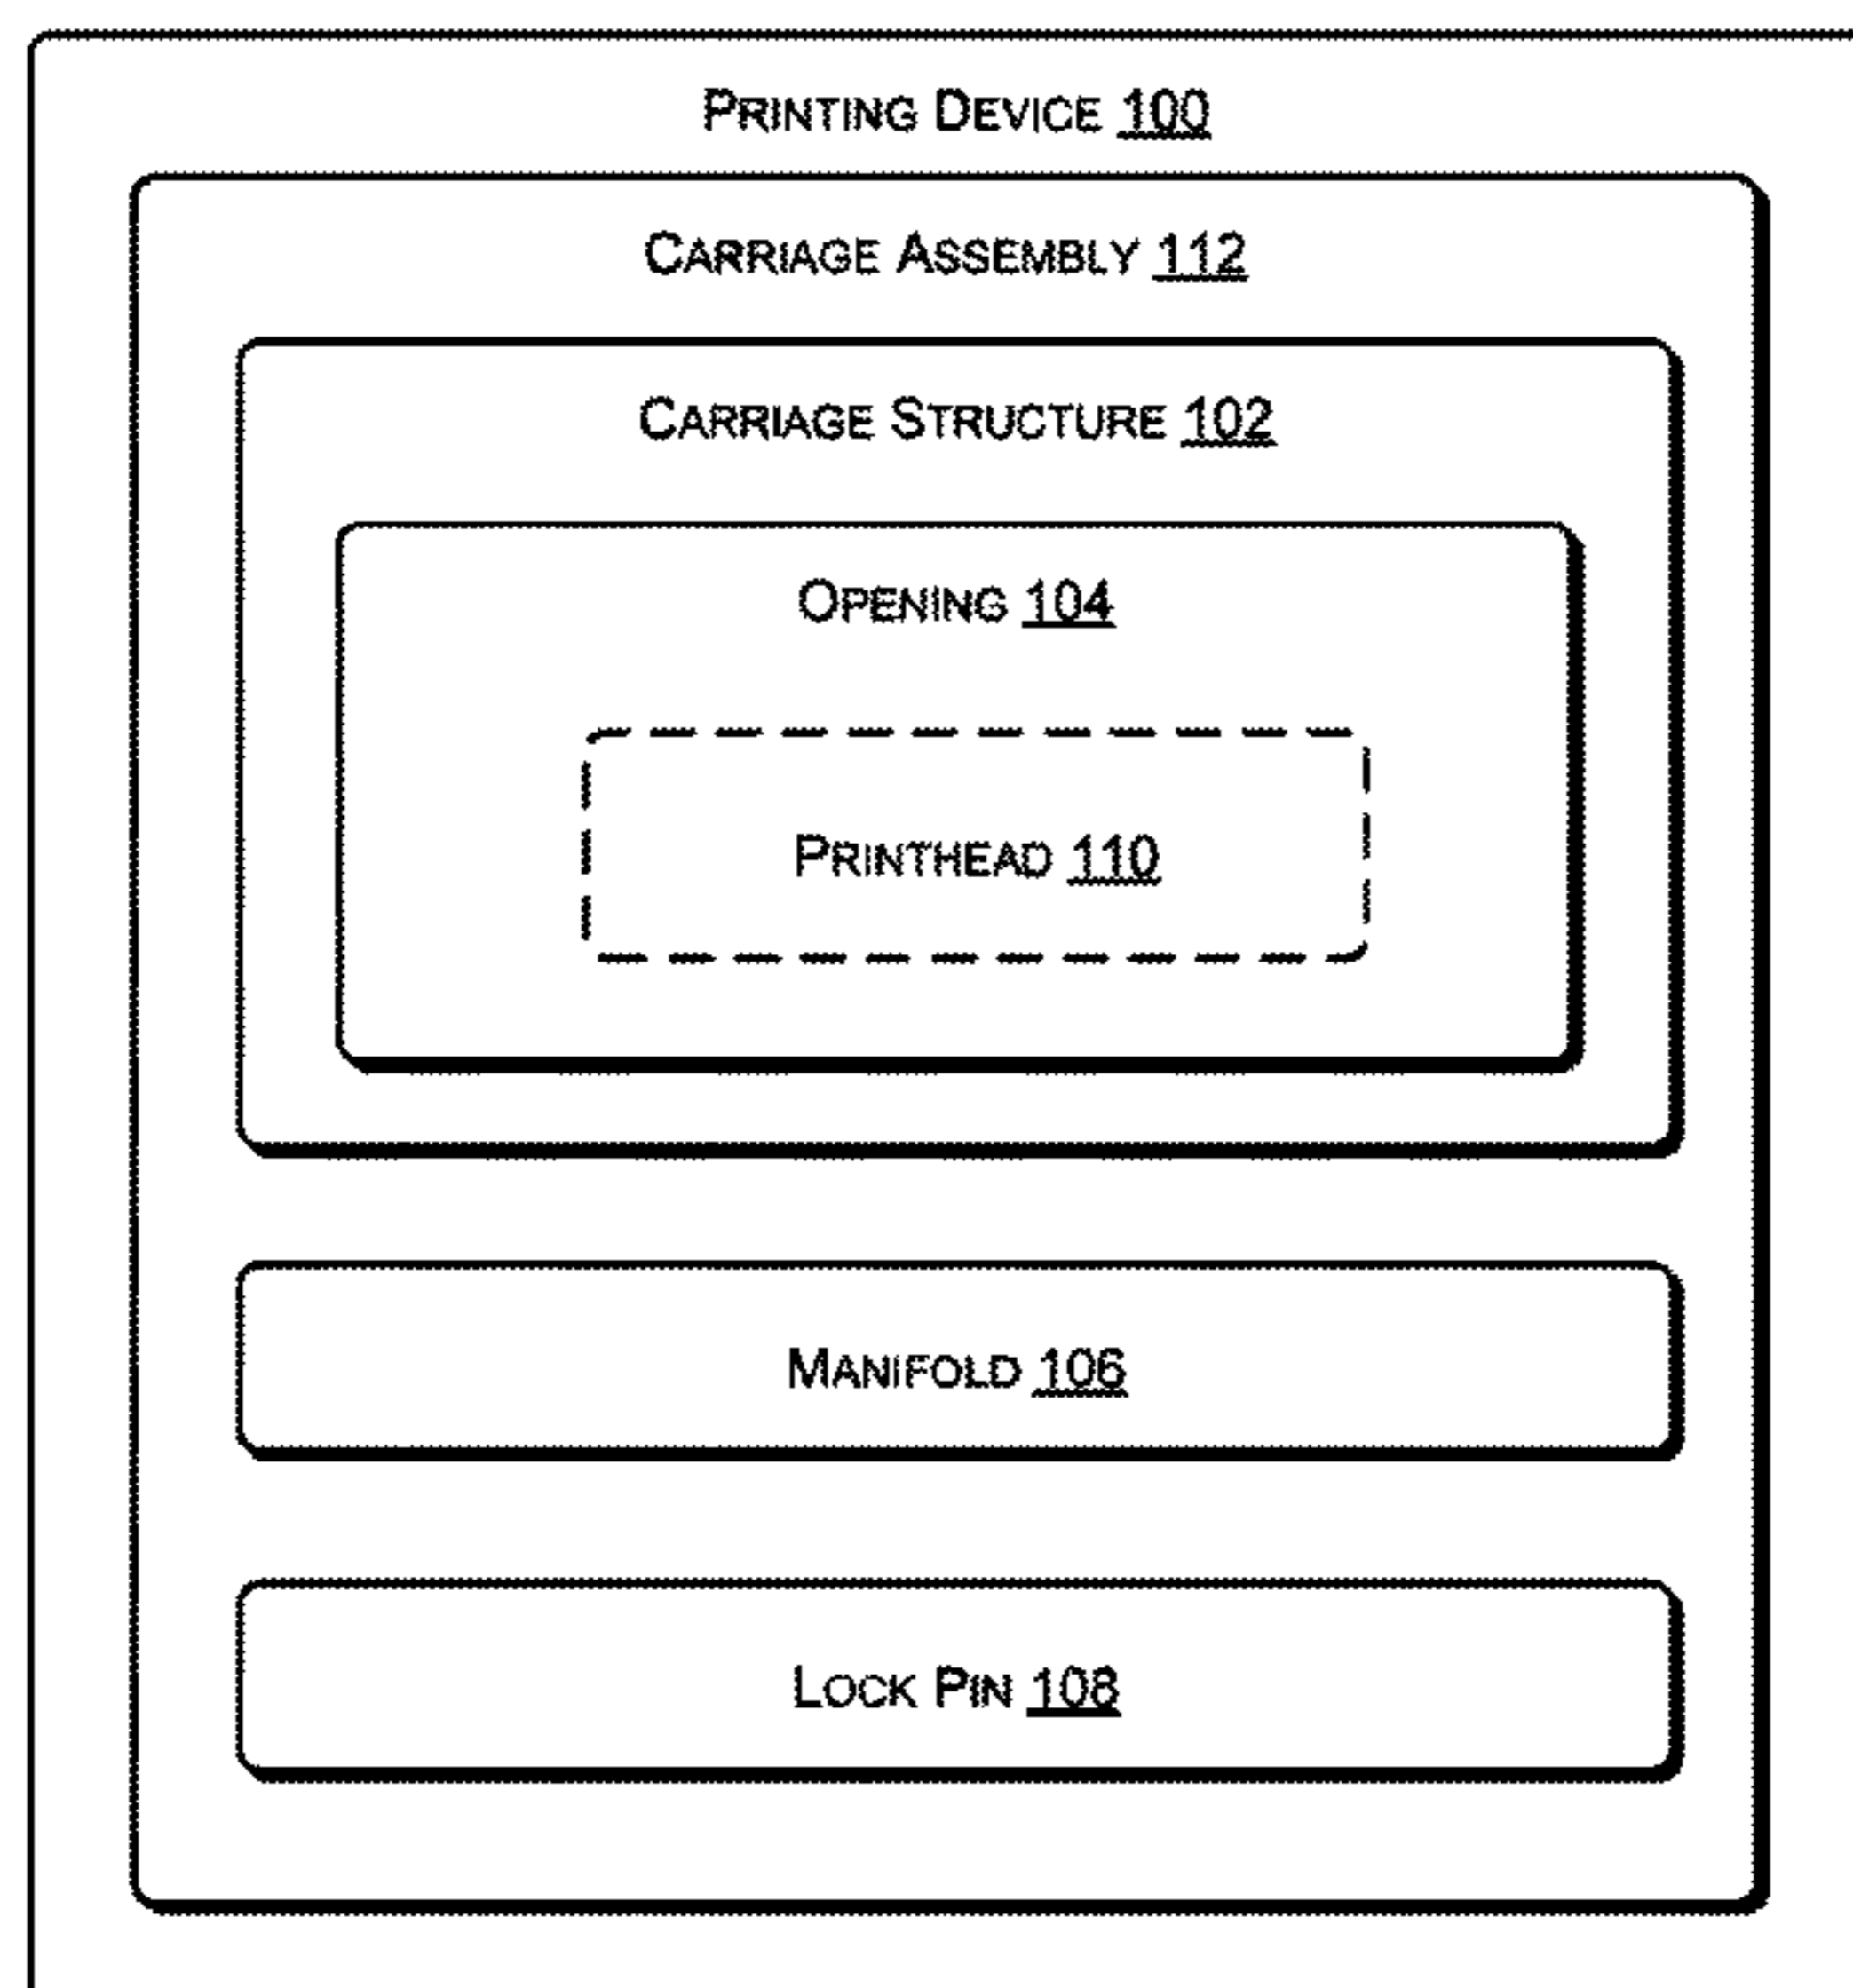 PRINTING DEVICE 100
CARRIAGE ASSEMBLY 112
CARRIAGE STRUCTURE 102
OPENING 104
PRINTHEAD 110
MANIFOLD 106
LOCK PIN 108